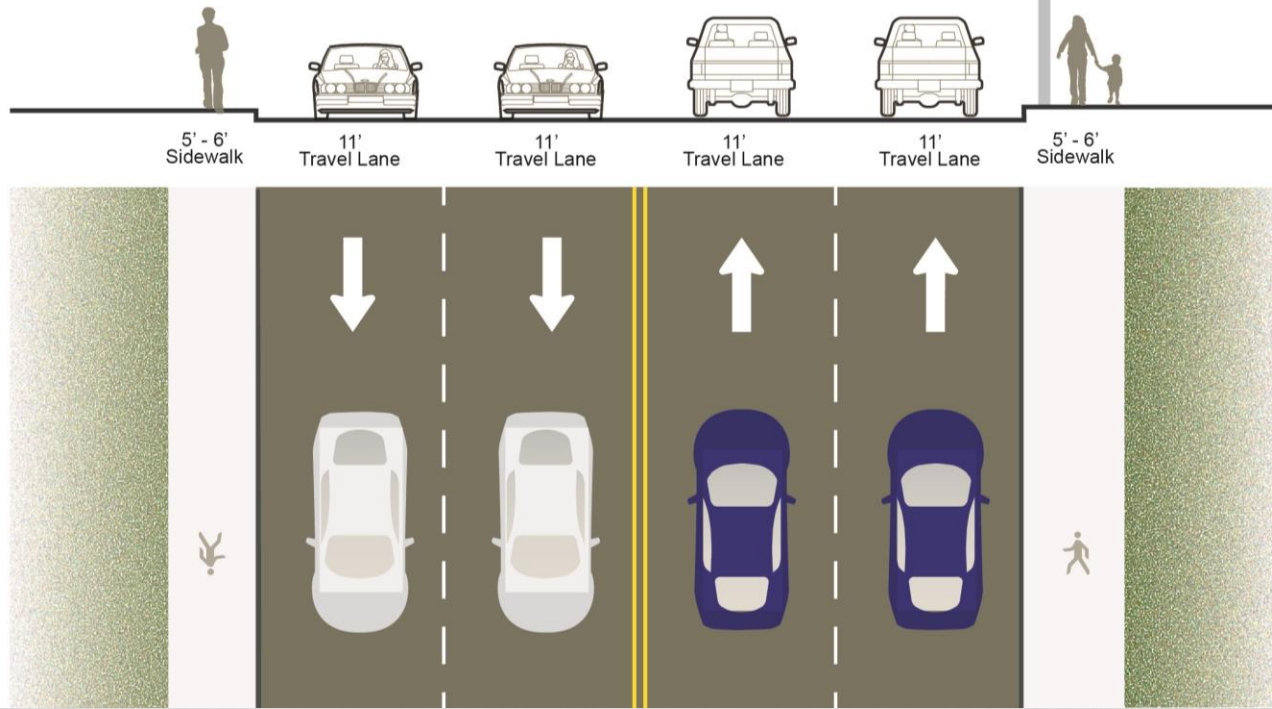 5' - 6'
Sidewalk
11'
Travel Lane
11'
Travel Lane
11'
Travel Lane
11'
Travel Lane
5' - 6'
Sidewalk